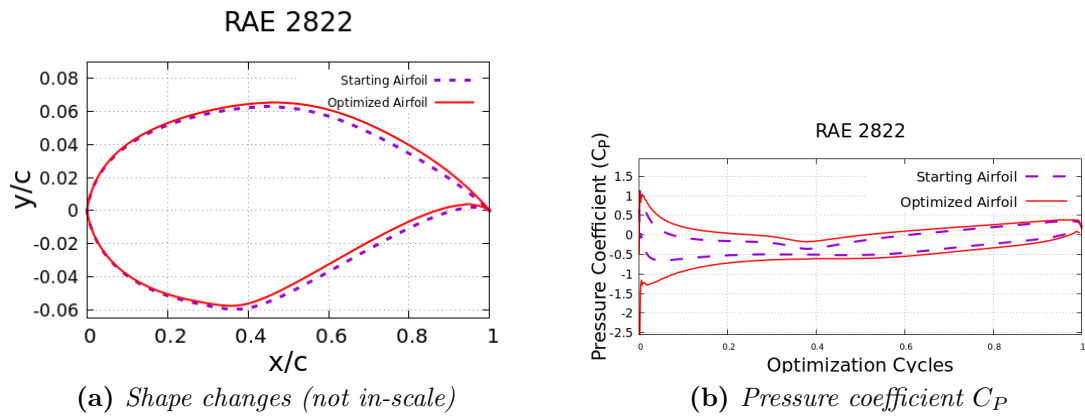 RAE 2822
0.08
0.06
0.04
0.02
0
-0.02
-0.04
-0.06
y/c
Starting Airfoil
Optimized Airfoil
0 0.2 0.4 0.6 0.8 1
x/c
(a) Shape changes (not in-scale)
RAE 2822
Pressure Coefficient (CP)
1.5
1
0.5
0
-0.5
-1
-1.5
-2
-2.5
Starting Airfoil
Optimized Airfoil
0 0.2 0.4 0.6 0.8 1
Optimization Cycles
(b) Pressure coefficient CP